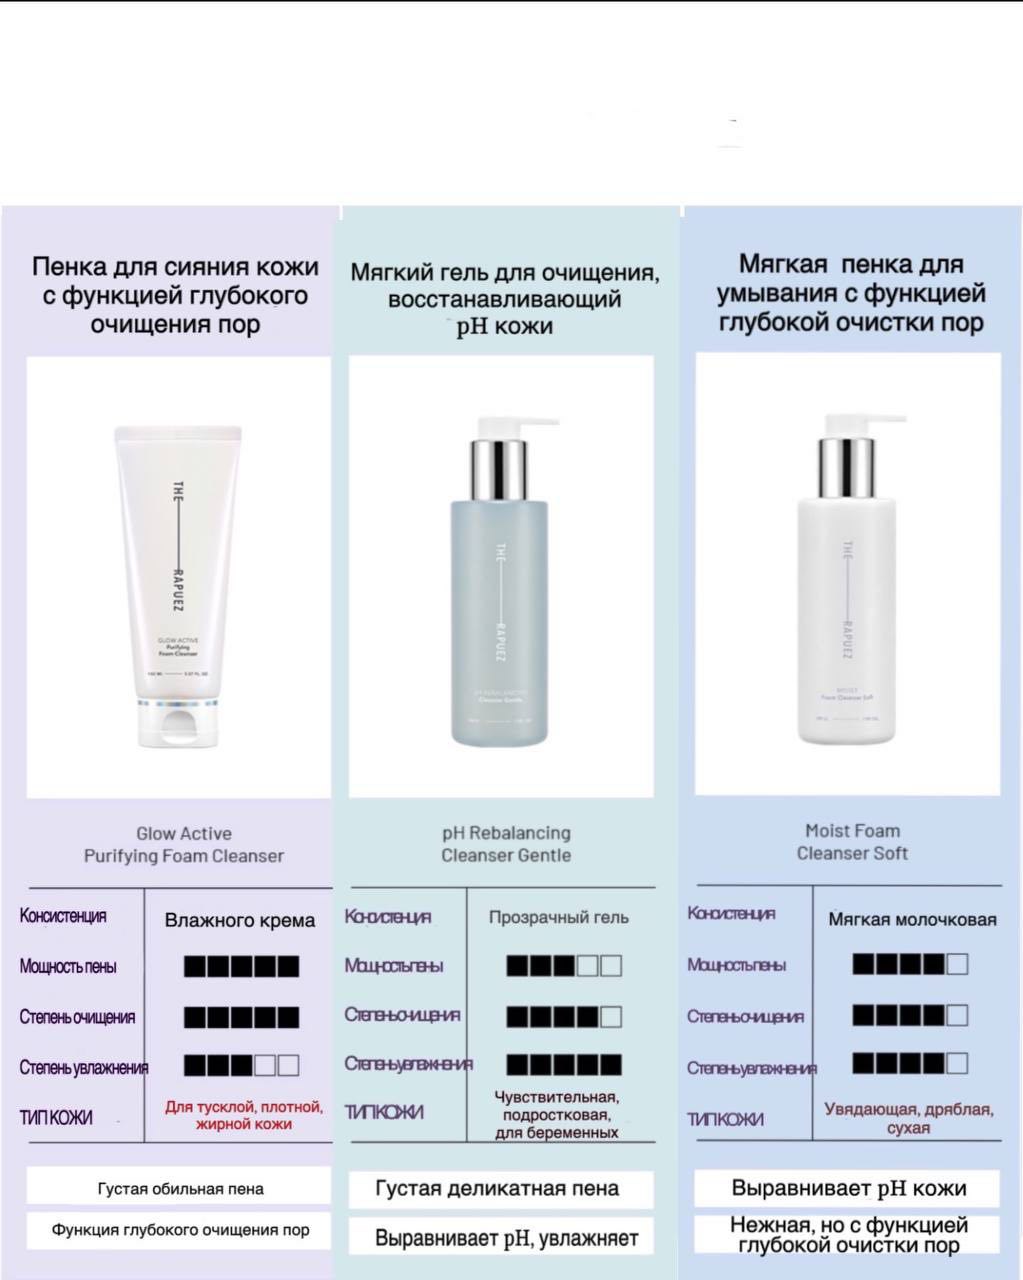 Пенка для сияния кожи
с функцией глубокого
очищения пор
THE RAPUEZ
GLOW ACTIVE
Purifying
Foam Cleanser
Glow Active
Purifying Foam Cleanser
Консистенция
Влажного крема
Мощность пены
Степень очищения
Степень увлажнения
ТИП КОЖИ
Для тусклой, плотной,
жирной кожи
Густая обильная пена
Функция глубокого очищения пор
Мягкий гель для очищения,
восстанавливающий
pH кожи
THE RAPUEZ
pH REBALANCING
Cleanser Gentle
pH Rebalancing
Cleanser Gentle
Консистенция
Прозрачный гель
Мощность пены
Степень очищения
Степень увлажнения
ТИП КОЖИ
Чувствительная,
подростковая,
для беременных
Густая деликатная пена
Выравнивает pH, увлажняет
Мягкая пенка для
умывания с функцией
глубокой очистки пор
THE RAPUEZ
MOIST
Foam Cleanser Soft
Moist Foam
Cleanser Soft
Консистенция
Мягкая молочковая
Мощность пены
Степень очищения
Степень увлажнения
ТИП КОЖИ
Увядающая, дряблая,
сухая
Выравнивает pH кожи
Нежная, но с функцией
глубокой очистки пор